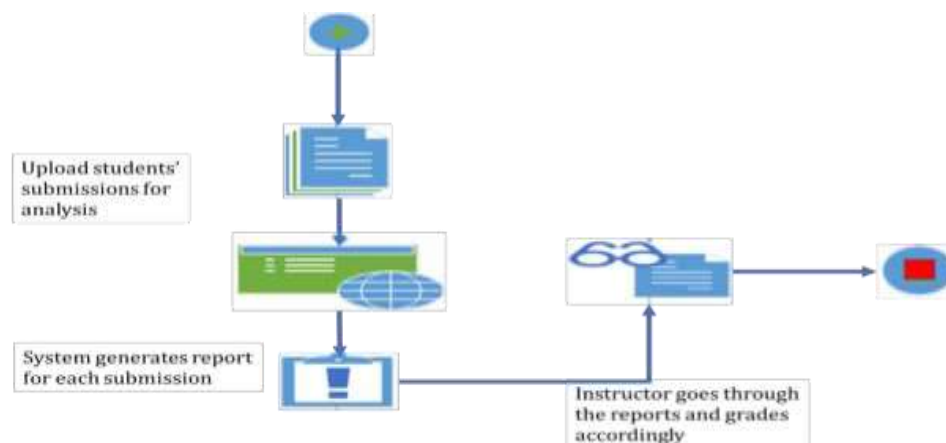 Upload students'
submissions for
analysis
System generates report
for each submission
Instructor goes through
the reports and grades
accordingly